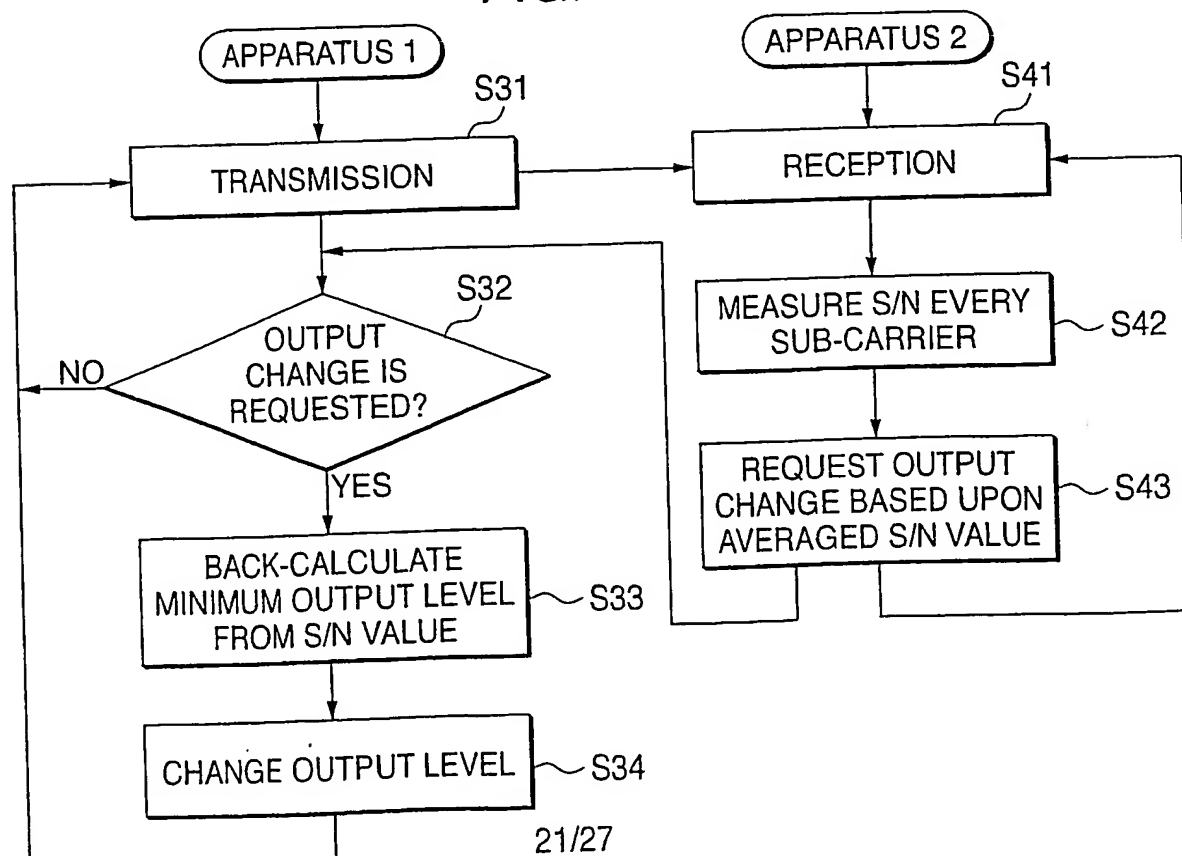 APPARATUS 1
S31
TRANSMISSION
S32
OUTPUT
CHANGE IS
REQUESTED?
NO
YES
BACK-CALCULATE
MINIMUM OUTPUT LEVEL
FROM S/N VALUE
S33
CHANGE OUTPUT LEVEL
S34
APPARATUS 2
S41
RECEPTION
MEASURE S/N EVERY
SUB-CARRIER
S42
REQUEST OUTPUT
CHANGE BASED UPON
AVERAGED S/N VALUE
S43
21/27